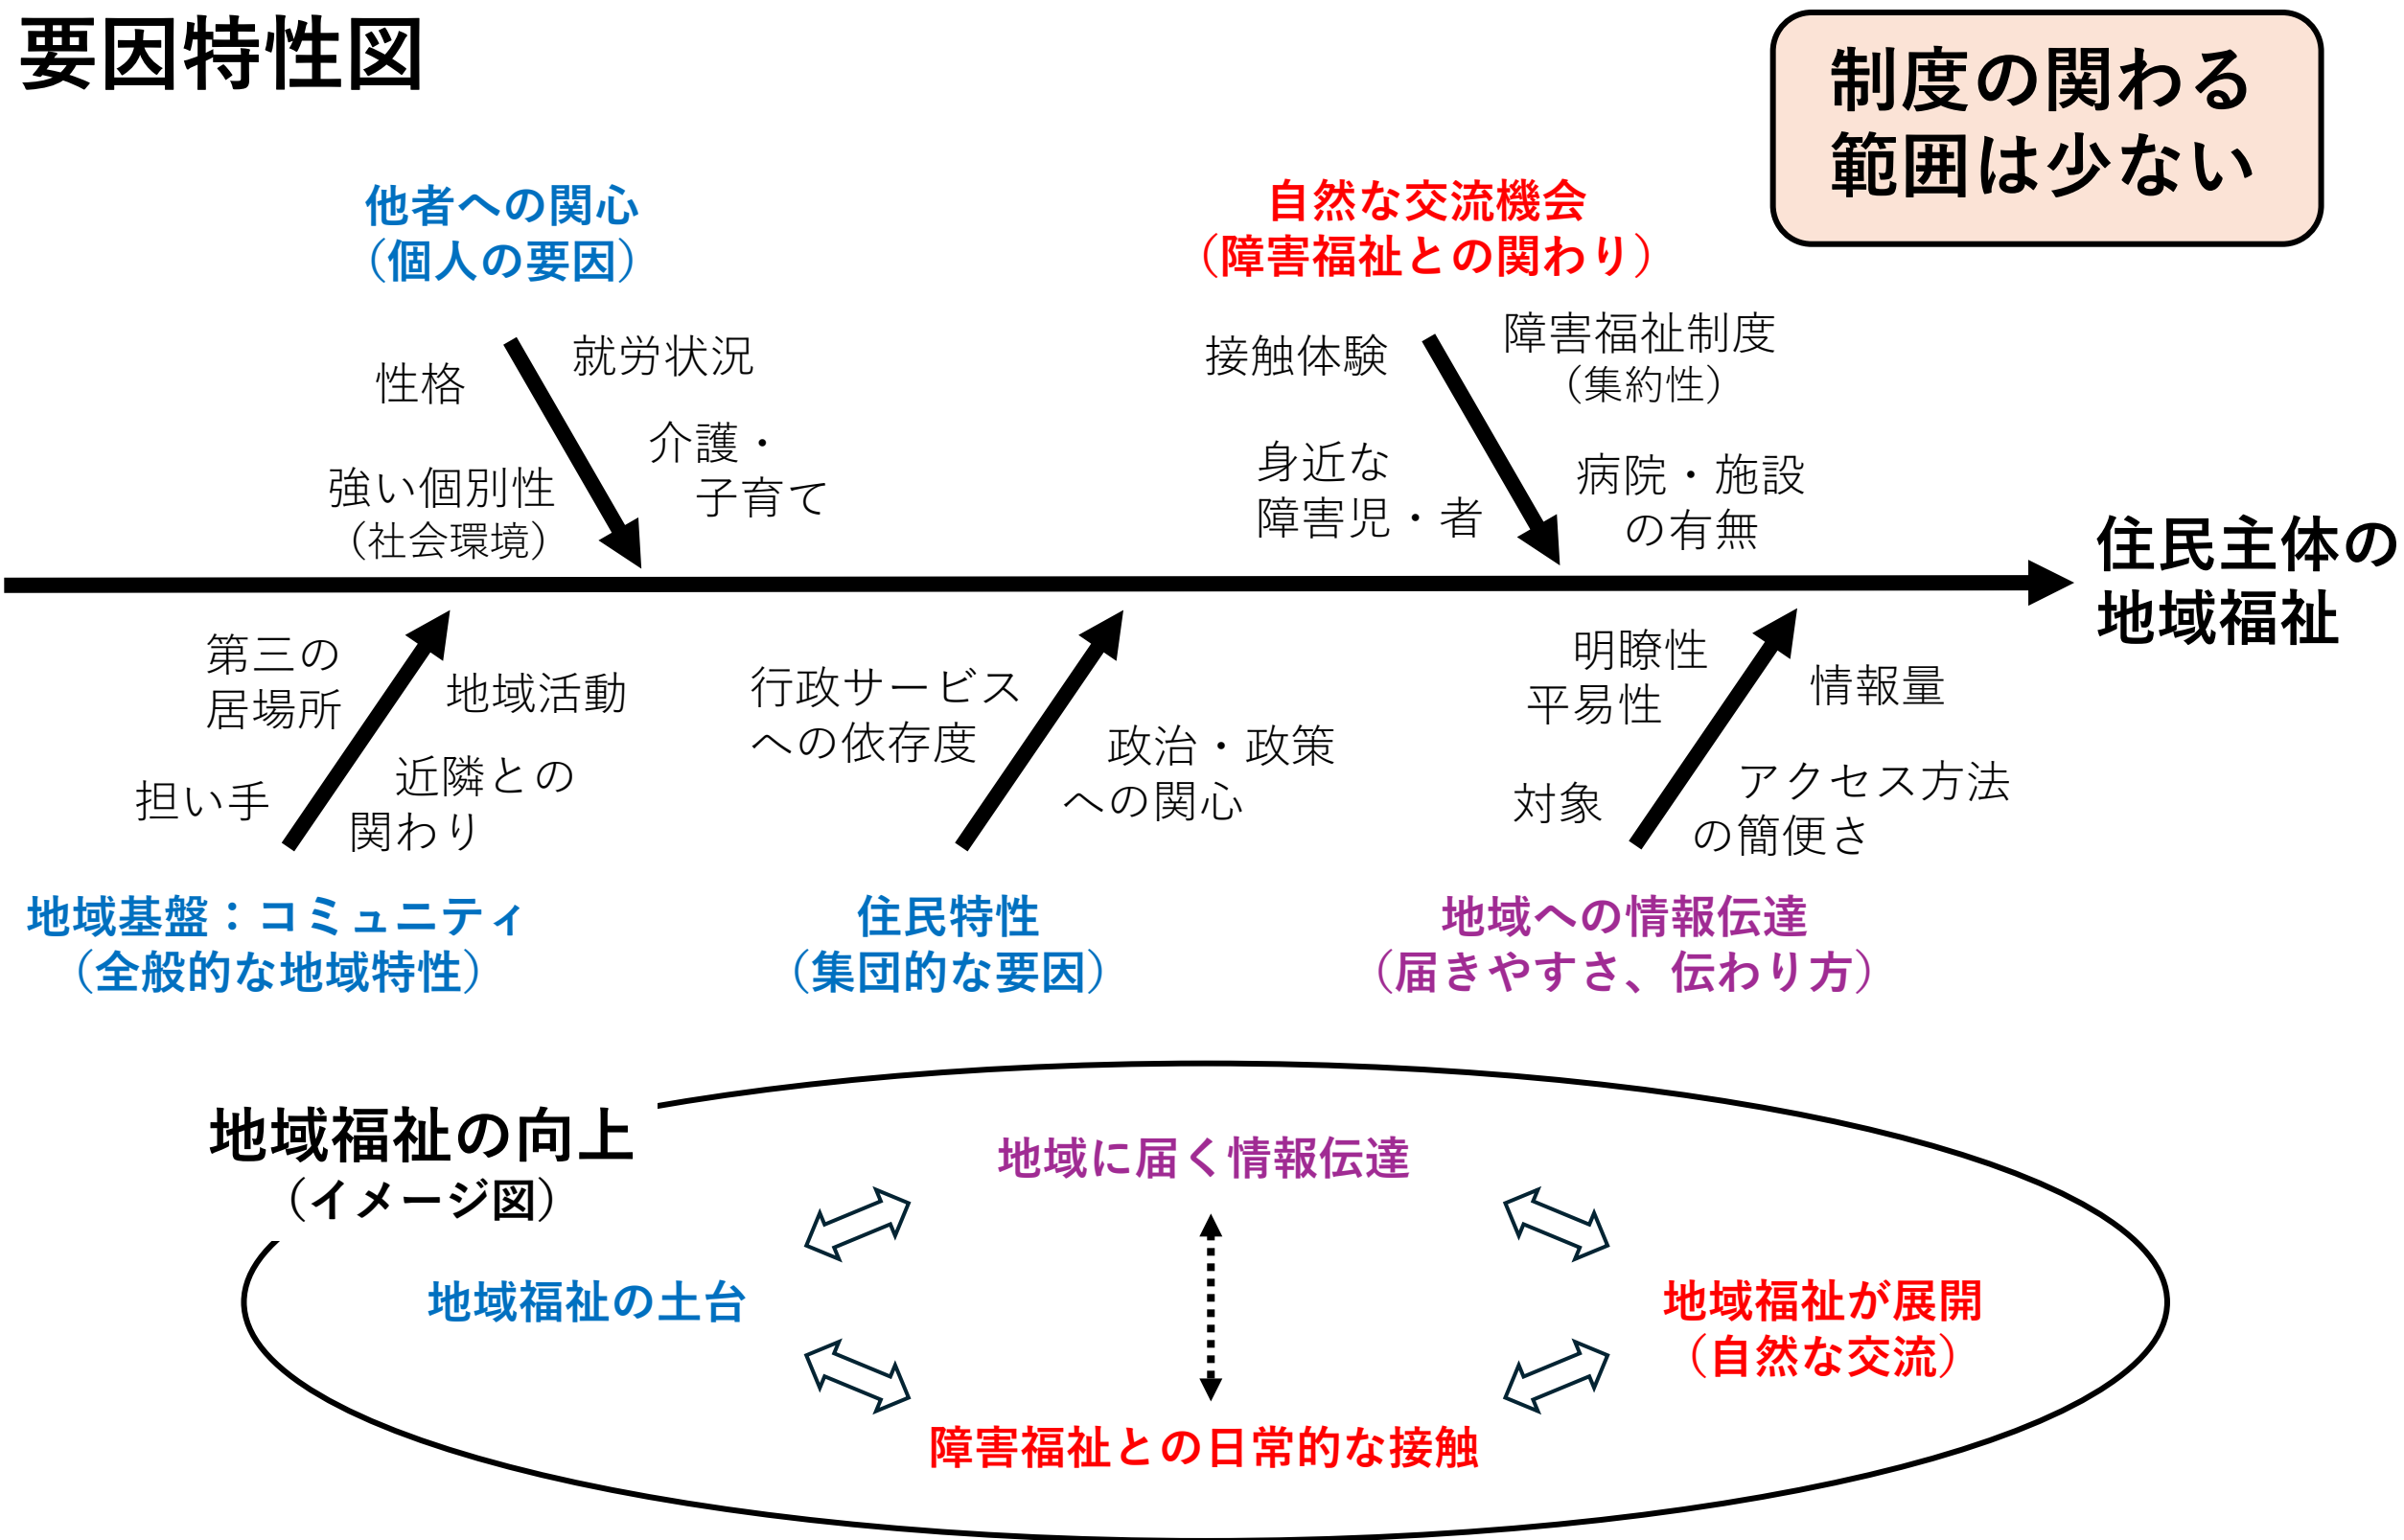 要因特性図
制度の関わる
範囲は少ない
他者への関心
（個人の要因）
自然な交流機会
（障害福祉との関わり）
性格
就労状況
強い個別性
（社会環境）
介護・
子育て
接触体験
障害福祉制度
（集約性）
身近な
障害児・者
病院・施設
の有無
住民主体の
地域福祉
第三の
居場所
地域活動
担い手
近隣との
関わり
行政サービス
への依存度
政治・政策
への関心
明瞭性
平易性
情報量
対象
アクセス方法
の簡便さ
地域基盤：コミュニティ
（全般的な地域特性）
住民特性
（集団的な要因）
地域への情報伝達
（届きやすさ、伝わり方）
地域福祉の向上
（イメージ図）
地域に届く情報伝達
地域福祉の土台
地域福祉が展開
（自然な交流）
障害福祉との日常的な接触